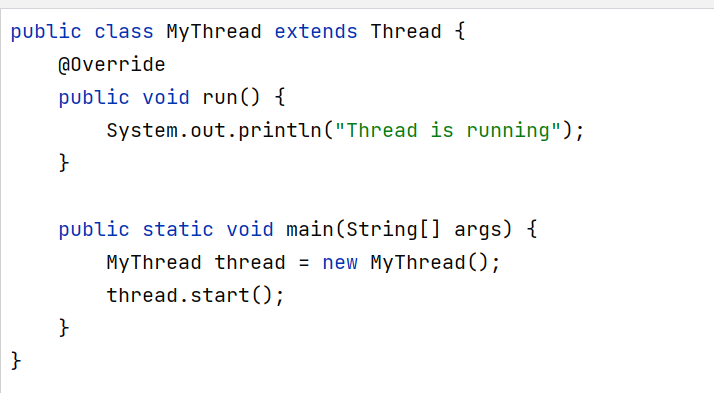 public class MyThread extends Thread {
    @Override
    public void run() {
        System.out.println("Thread is running");
    }

    public static void main(String[] args) {
        MyThread thread = new MyThread();
        thread.start();
    }
}